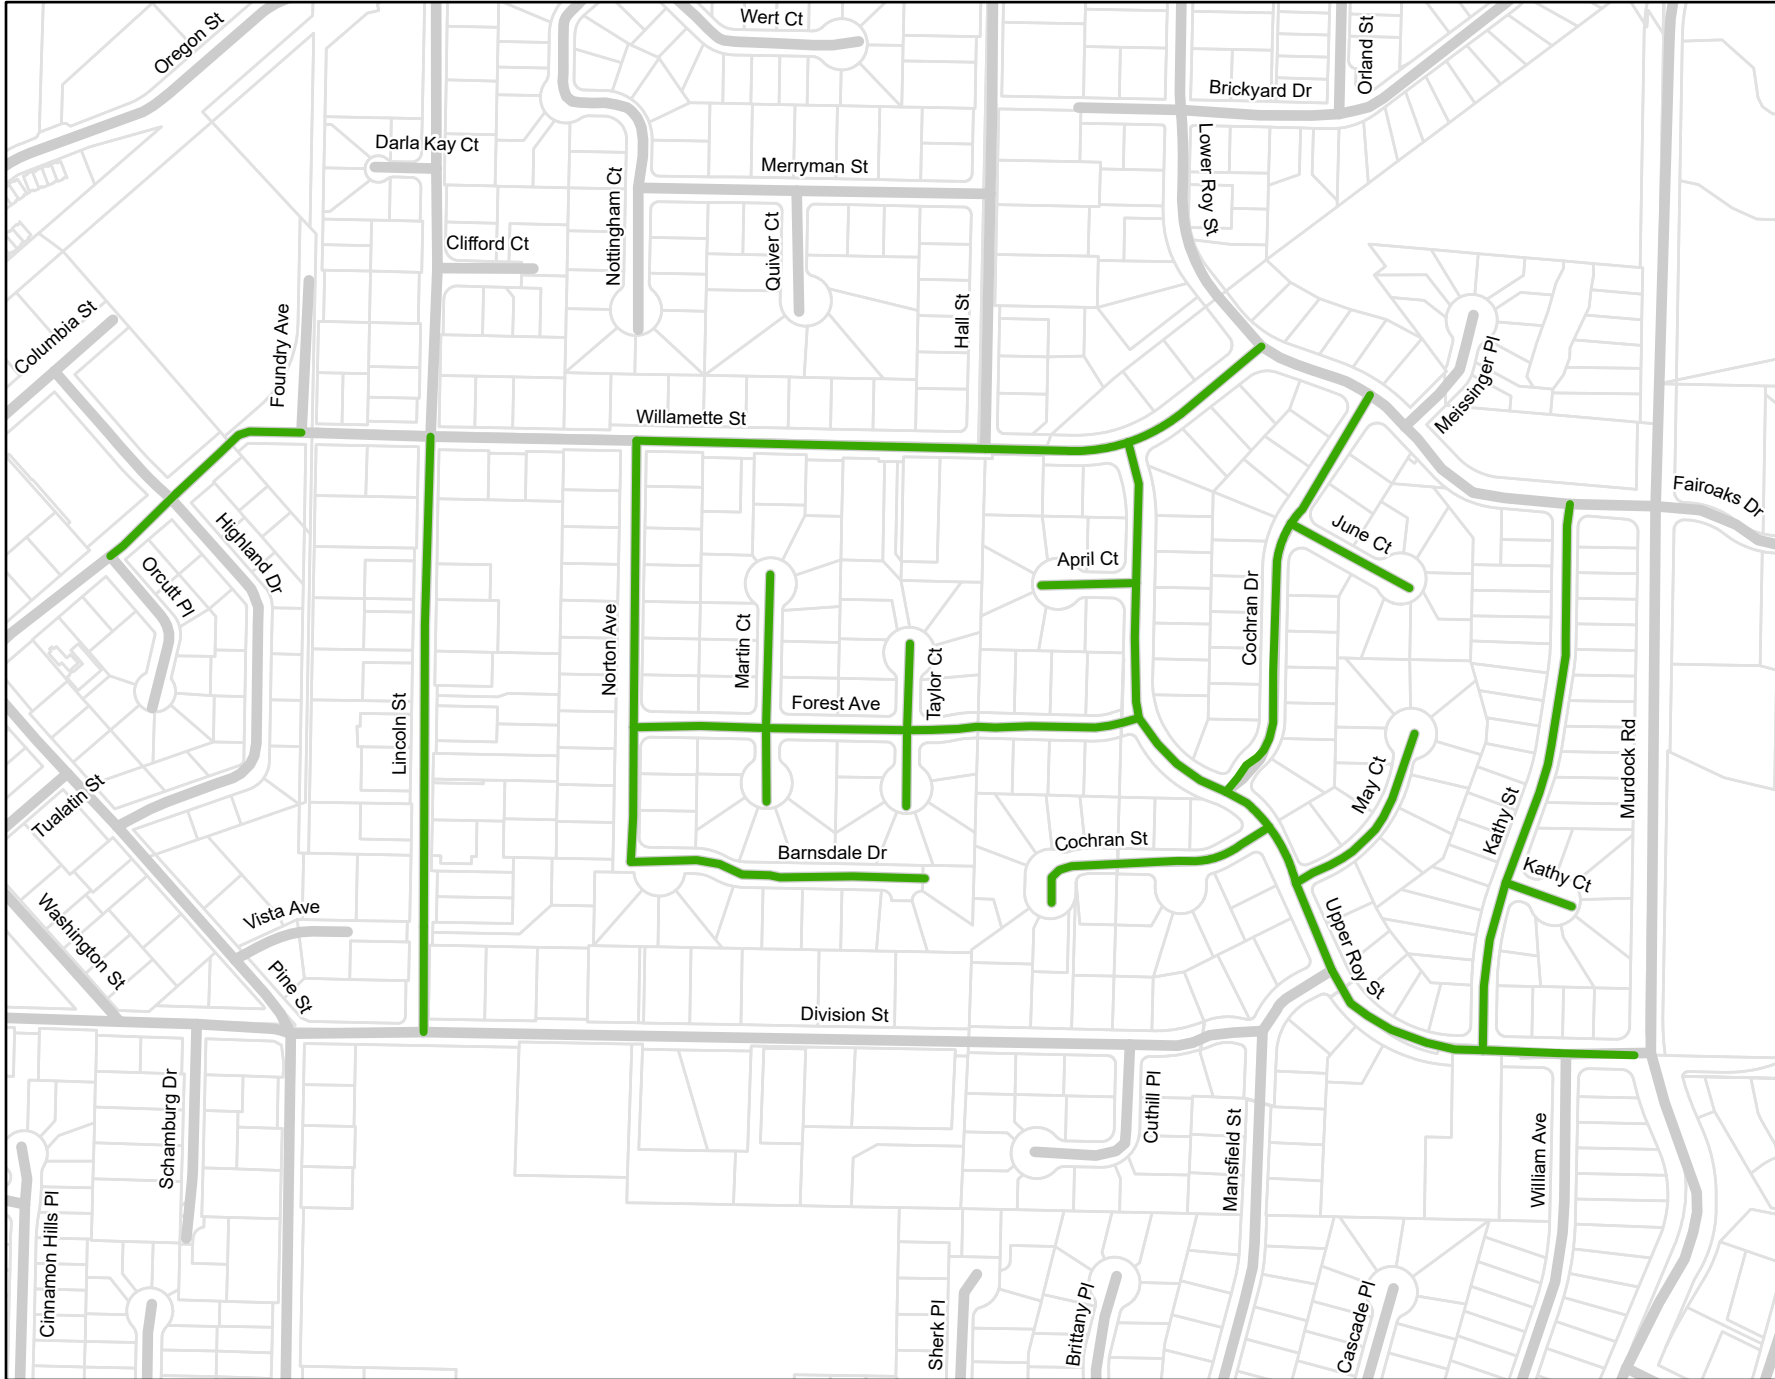 Wert Ct
Oregon St
Orland St
Brickyard Dr
Darla Kay Ct
Lower Roy St
Merryman St
Nottingham Ct
Quiver Ct
Clifford Ct
Hall St
Columbia St
Foundry Ave
Meissinger Pl
Willamette St
Fairoaks Dr
June Ct
Highland Dr
April Ct
Orcutt Pl
Cochran Dr
Norton Ave
Martin Ct
Taylor Ct
Forest Ave
Lincoln St
Murdock Rd
May Ct
Tualatin St
Kathy St
Cochran St
Barnsdale Dr
Kathy Ct
Vista Ave
Washington St
Upper Roy St
Pine St
Division St
Schamburg Dr
Cuthill Pl
Mansfield St
William Ave
Cinnamon Hills Pl
Sherk Pl
Brittany Pl
Cascade Pl